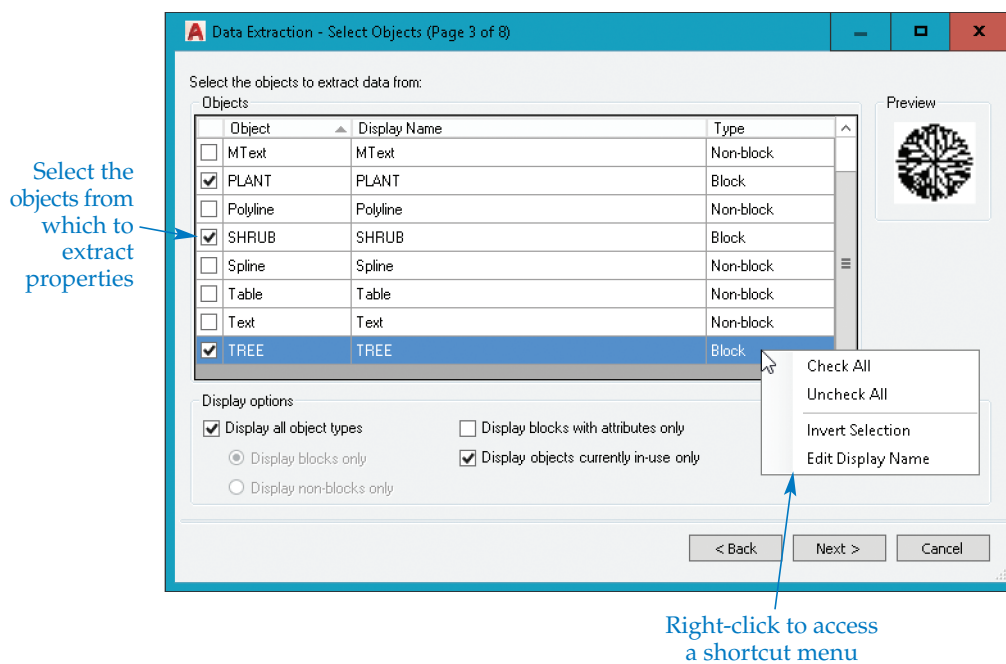 Data Extraction - Select Objects (Page 3 of 8)
Select the objects to extract data from:
Objects
Preview
Object Display Name Type
MText MText Non-block
PLANT PLANT Block
Polyline Polyline Non-block
SHRUB SHRUB Block
Spline Spline Non-block
Table Table Non-block
Text Text Non-block
TREE TREE Block
Select the
objects from
which to
extract
properties
Check All
Uncheck All
Invert Selection
Edit Display Name
Display options
Display all object types
Display blocks with attributes only
Display blocks only
Display objects currently in-use only
Display non-blocks only
< Back
Next >
Cancel
Right-click to access
a shortcut menu